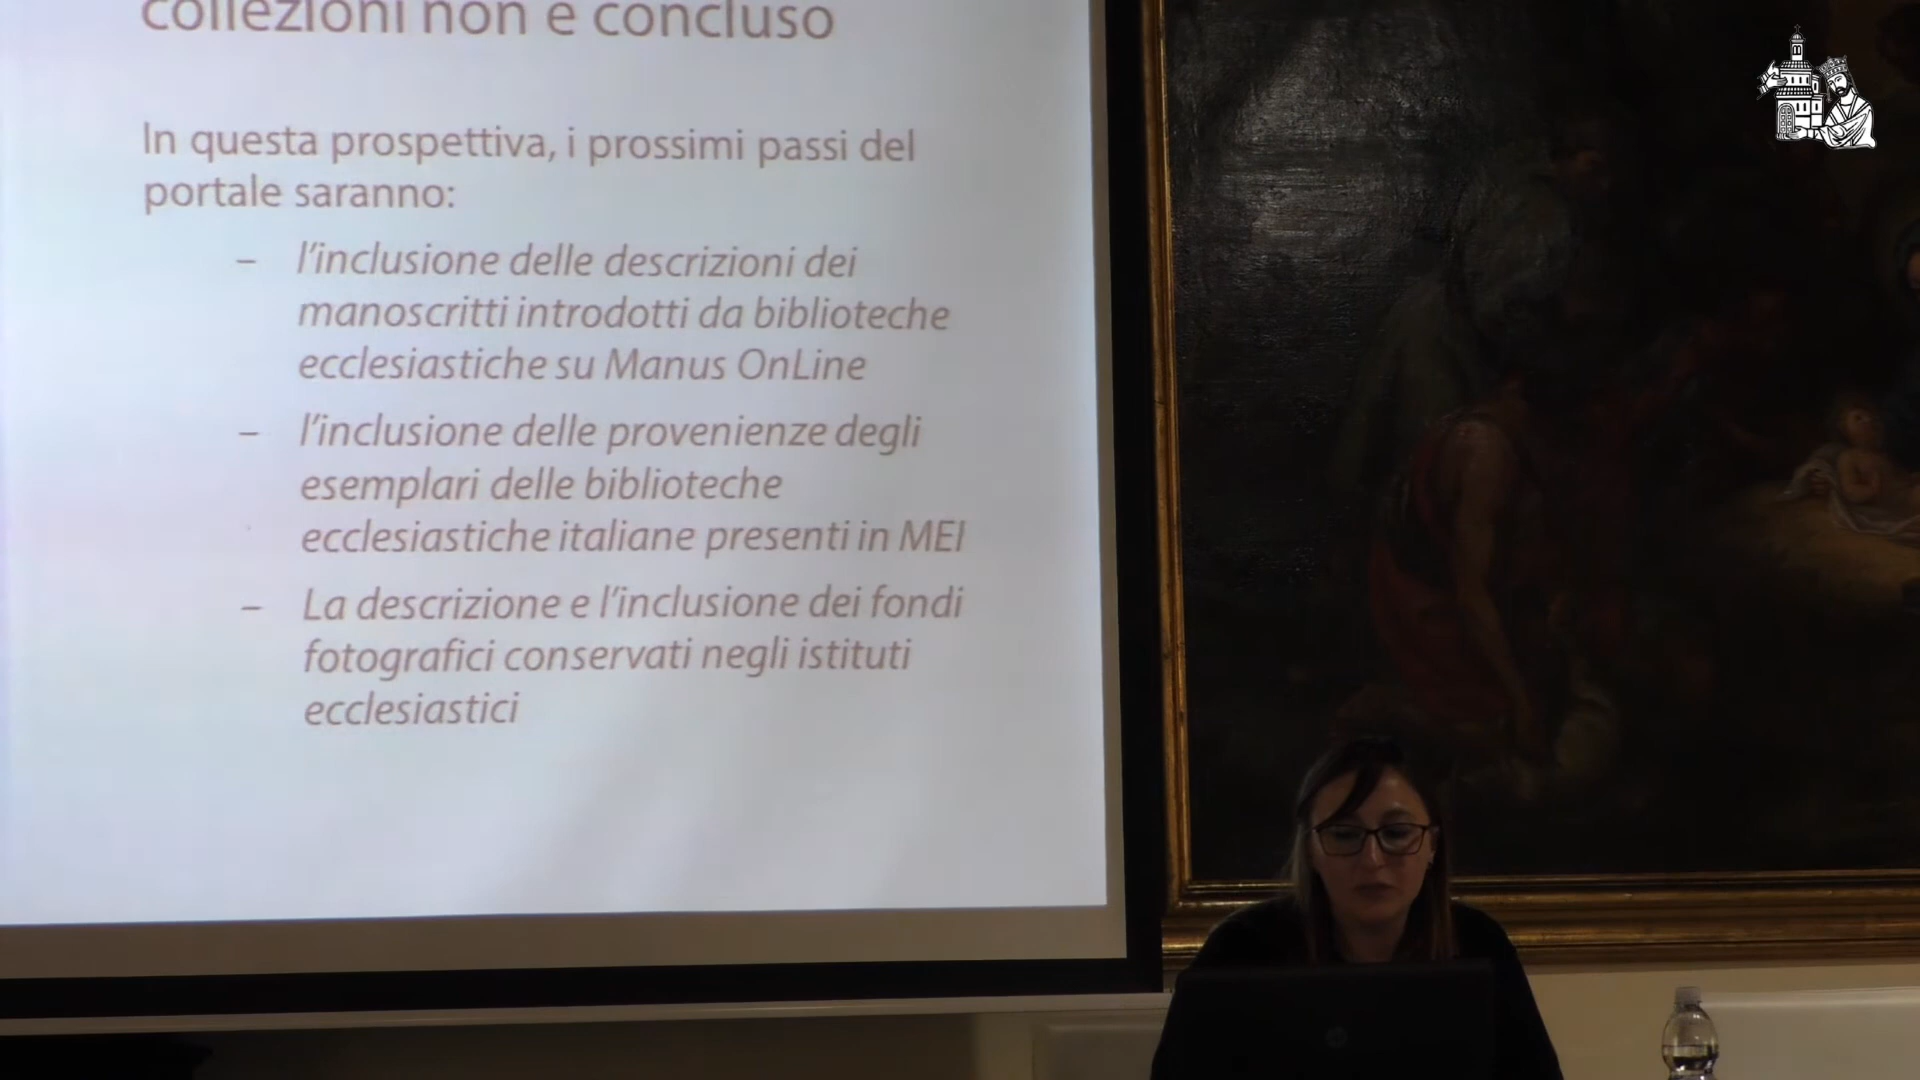 collezioni non è concluso
In questa prospettiva, i prossimi passi del
portale saranno:
– l'inclusione delle descrizioni dei
manoscritti introdotti da biblioteche
ecclesiastiche su Manus OnLine
– l'inclusione delle provenienze degli
esemplari delle biblioteche
ecclesiastiche italiane presenti in MEI
– La descrizione e l'inclusione dei fondi
fotografici conservati negli istituti
ecclesiastici
hp